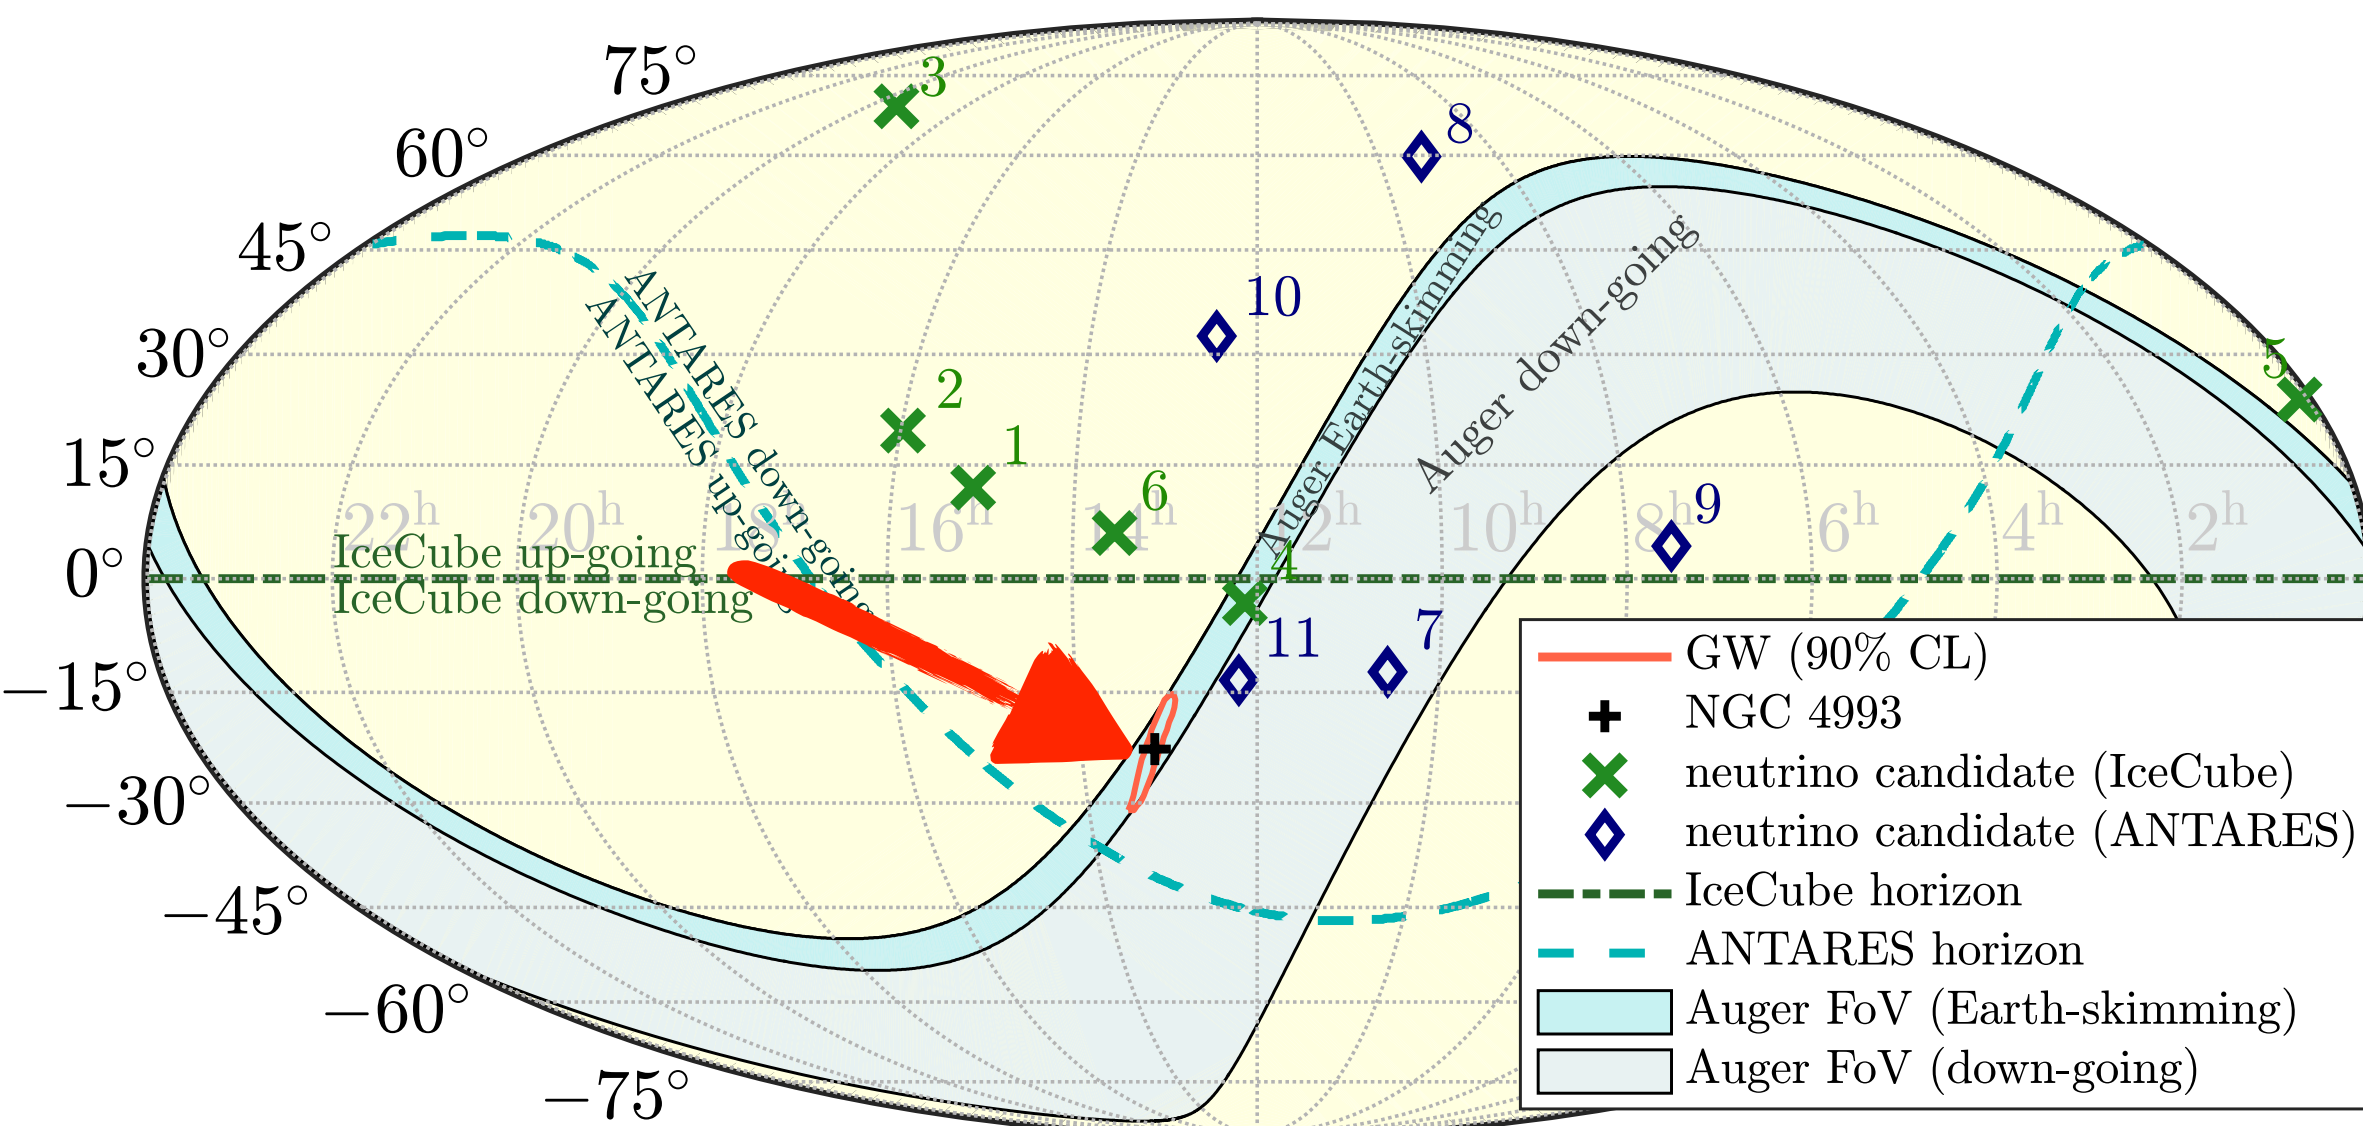 75°
3
8
60°
45°
10
ANTARES down-going
ANTARES up-going
Auger Earth-skimming
Auger down-going
30°
5
2
1
15°
6
9
22h
20h
18h
16h
14h
12h
10h
8h
6h
4h
2h
IceCube up-going
0°
4
IceCube down-going
11
7
−15°
−30°
−45°
−60°
−75°
GW (90% CL)
NGC 4993
neutrino candidate (IceCube)
neutrino candidate (ANTARES)
IceCube horizon
ANTARES horizon
Auger FoV (Earth-skimming)
Auger FoV (down-going)